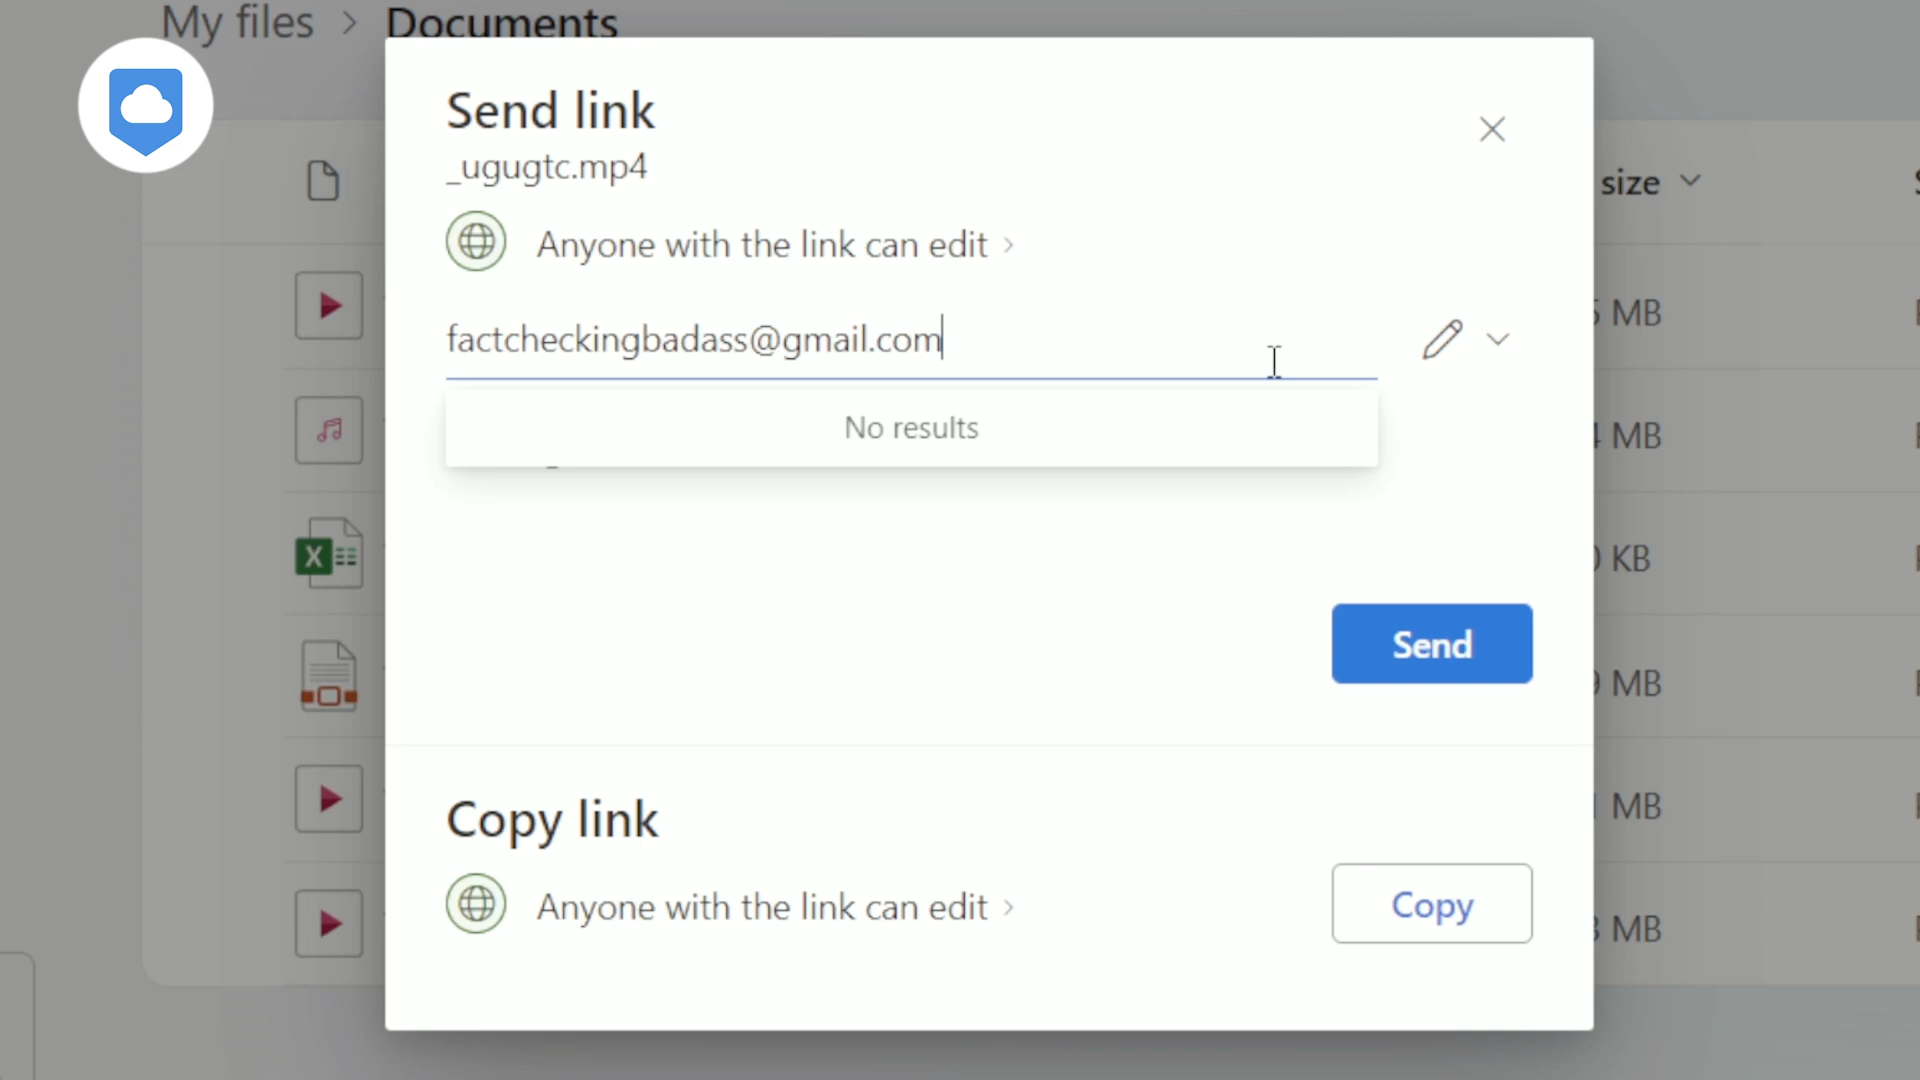 My files > Documents
Send link
_ugugtc.mp4
Anyone with the link can edit >
factcheckingbadass@gmail.com
No results
Send
Copy link
Anyone with the link can edit >
Copy
size
MB
MB
KB
MB
MB
MB